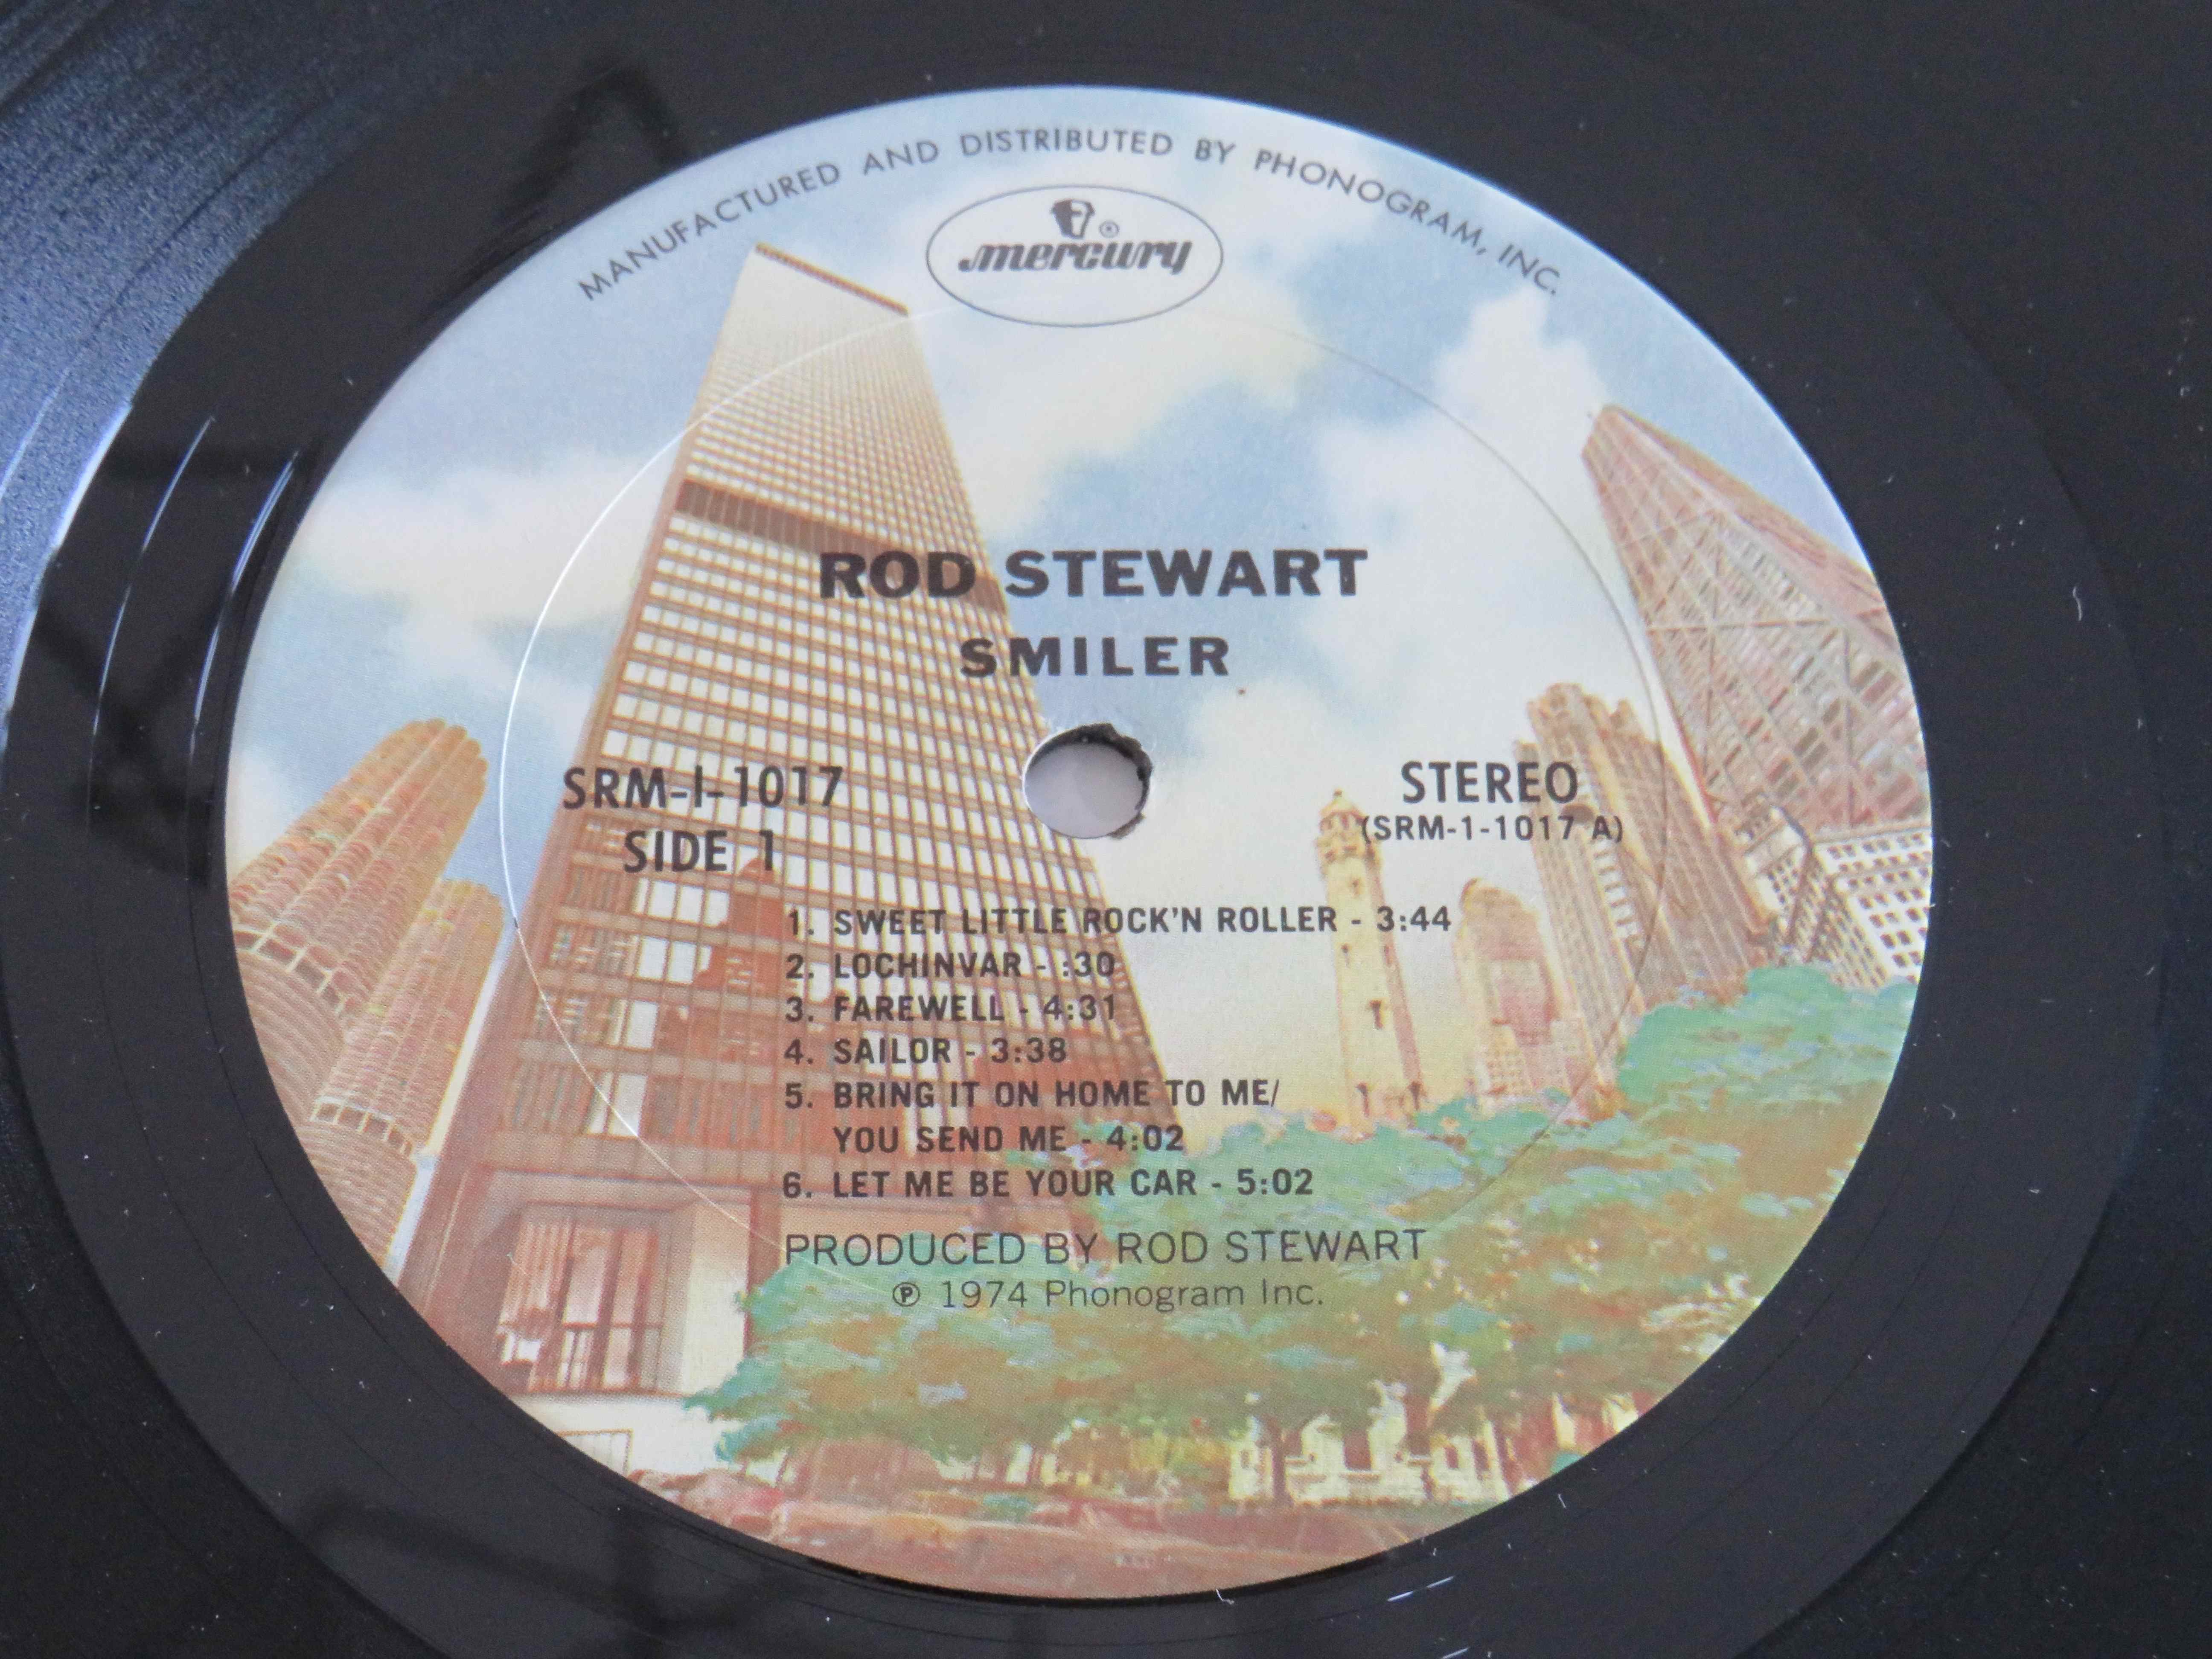 MANUFACTURED AND DISTRIBUTED BY PHONOGRAM, INC.
mercury ®
ROD STEWART
SMILER
SRM-1-1017
SIDE 1
STEREO
(SRM-1-1017 A)
1. SWEET LITTLE ROCK'N ROLLER - 3:44
2. LOCHINVAR - :30
3. FAREWELL - 4:31
4. SAILOR - 3:38
5. BRING IT ON HOME TO ME/
YOU SEND ME - 4:02
6. LET ME BE YOUR CAR - 5:02
PRODUCED BY ROD STEWART
℗ 1974 Phonogram Inc.